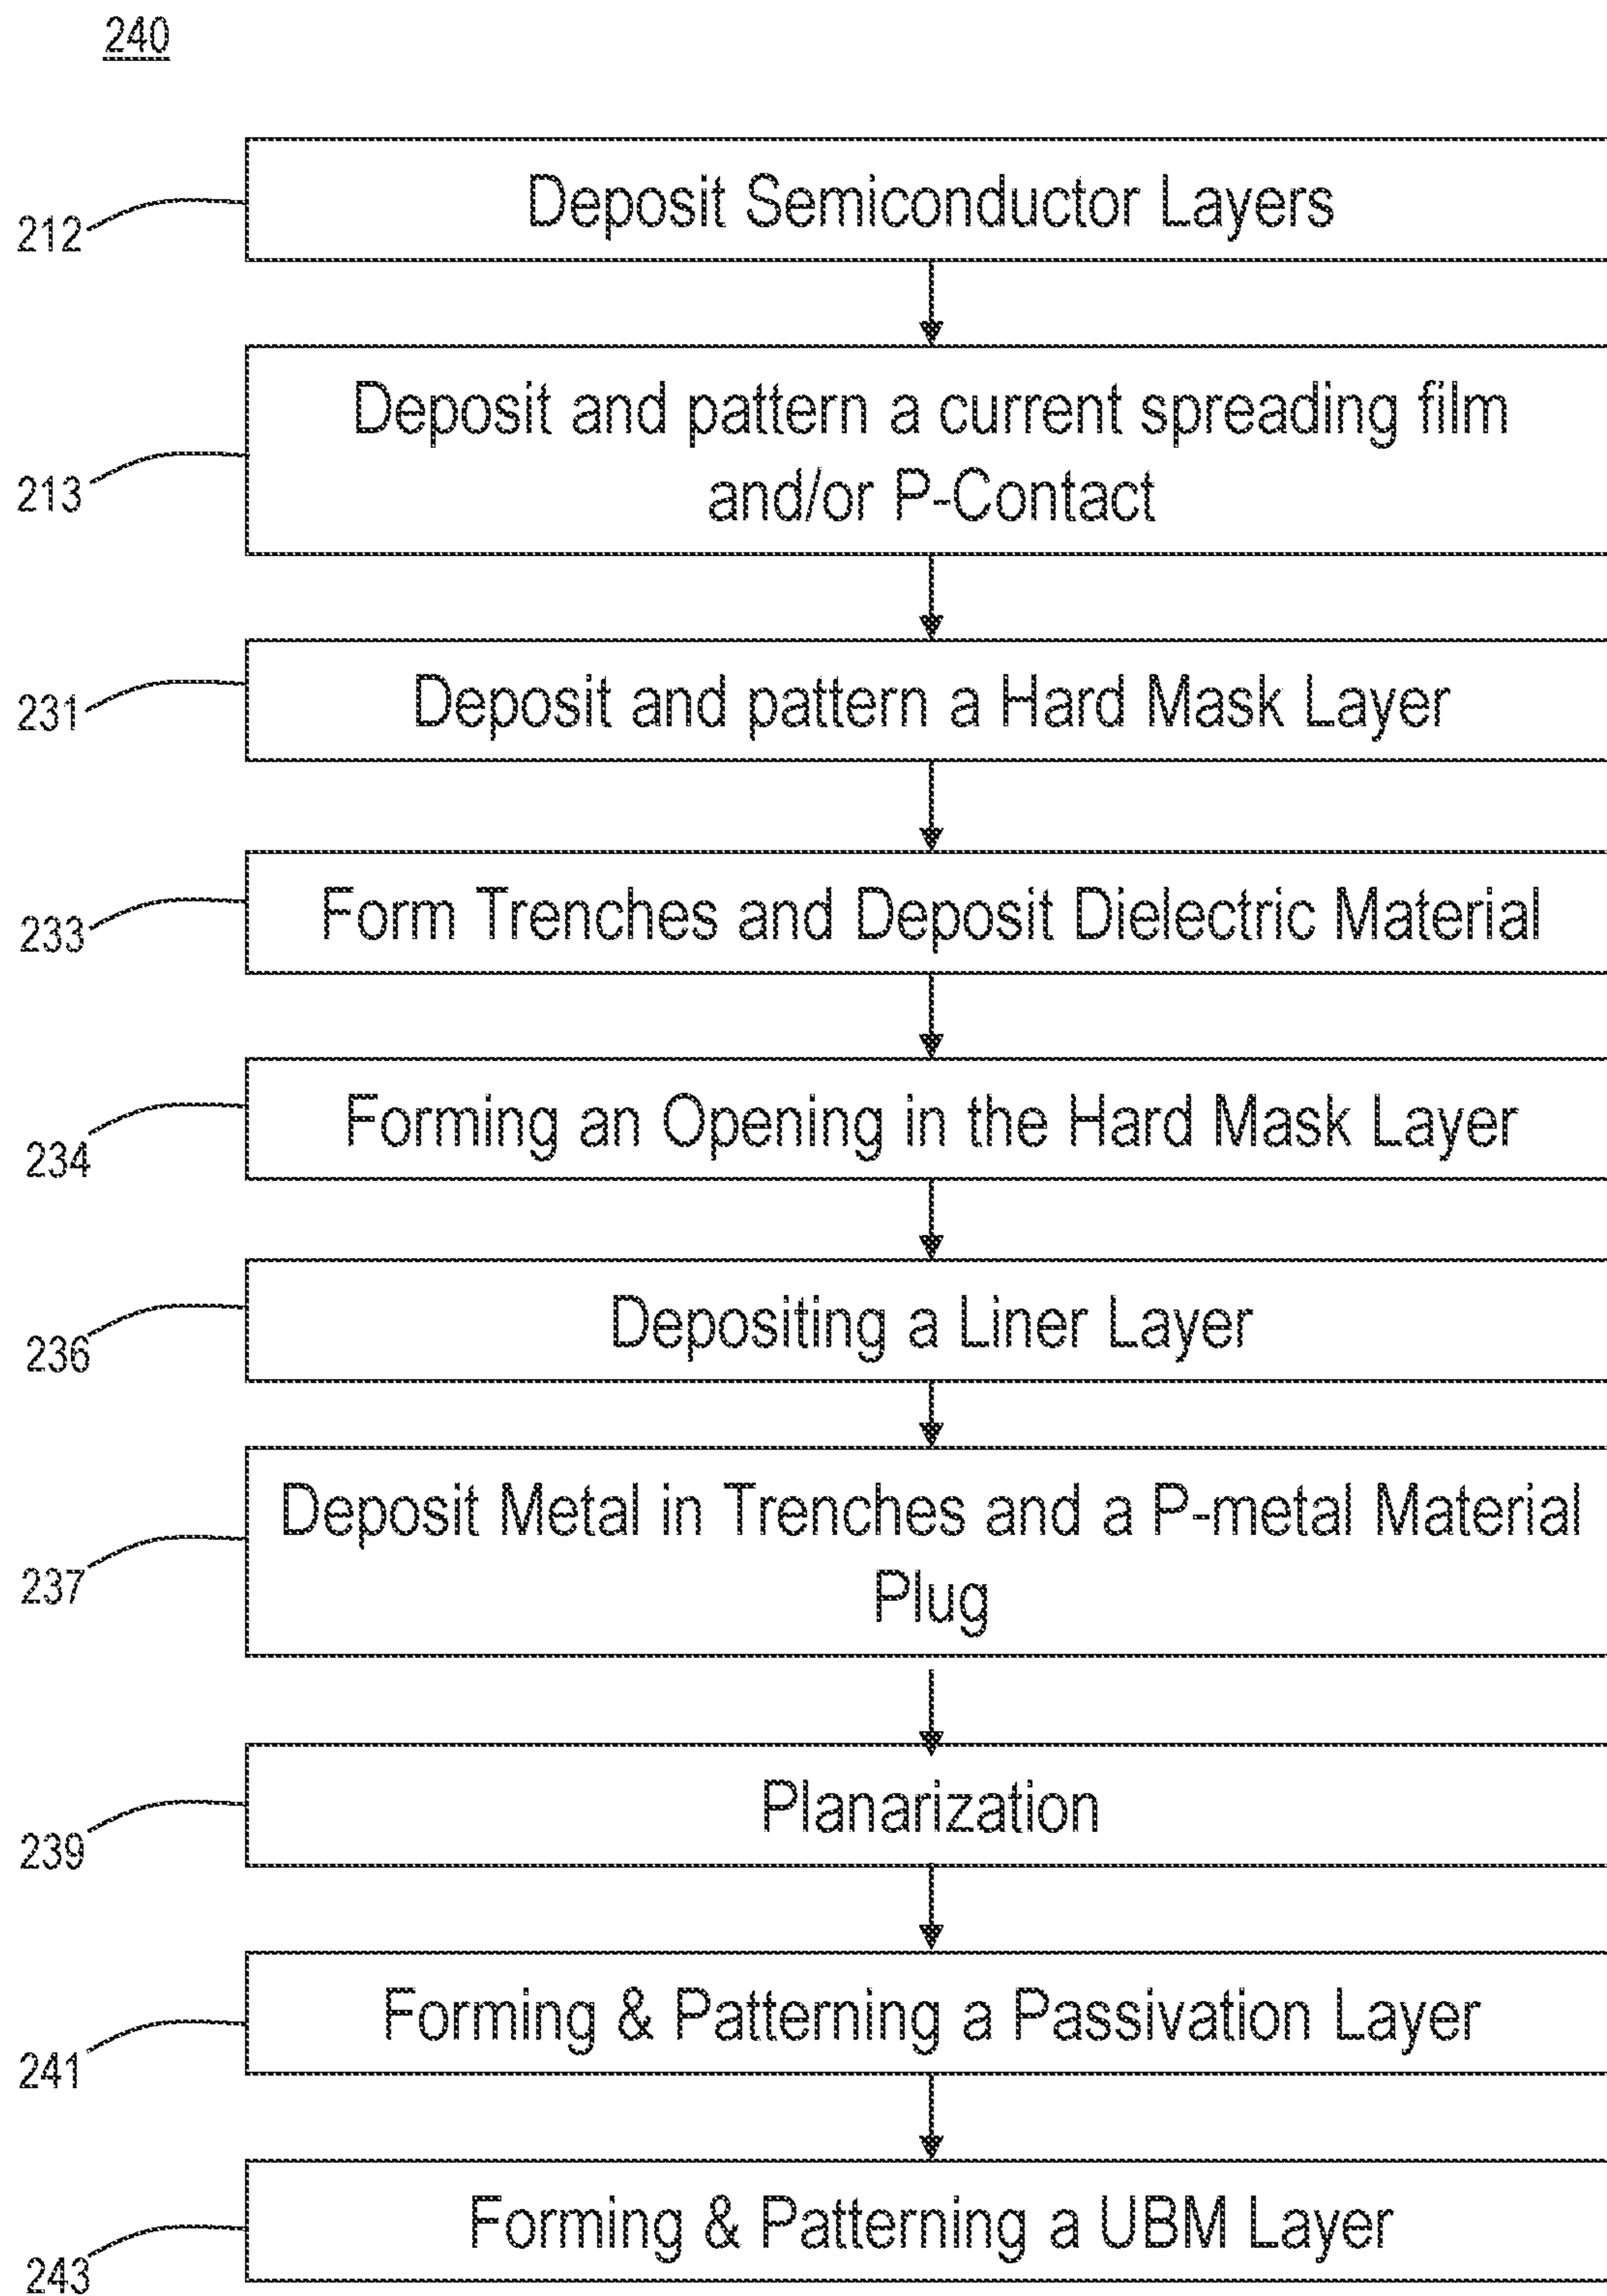 240
212
Deposit Semiconductor Layers
213
Deposit and pattern a current spreading film
and/or P-Contact
231
Deposit and pattern a Hard Mask Layer
233
Form Trenches and Deposit Dielectric Material
234
Forming an Opening in the Hard Mask Layer
236
Depositing a Liner Layer
237
Deposit Metal in Trenches and a P-metal Material
Plug
239
Planarization
241
Forming & Patterning a Passivation Layer
243
Forming & Patterning a UBM Layer